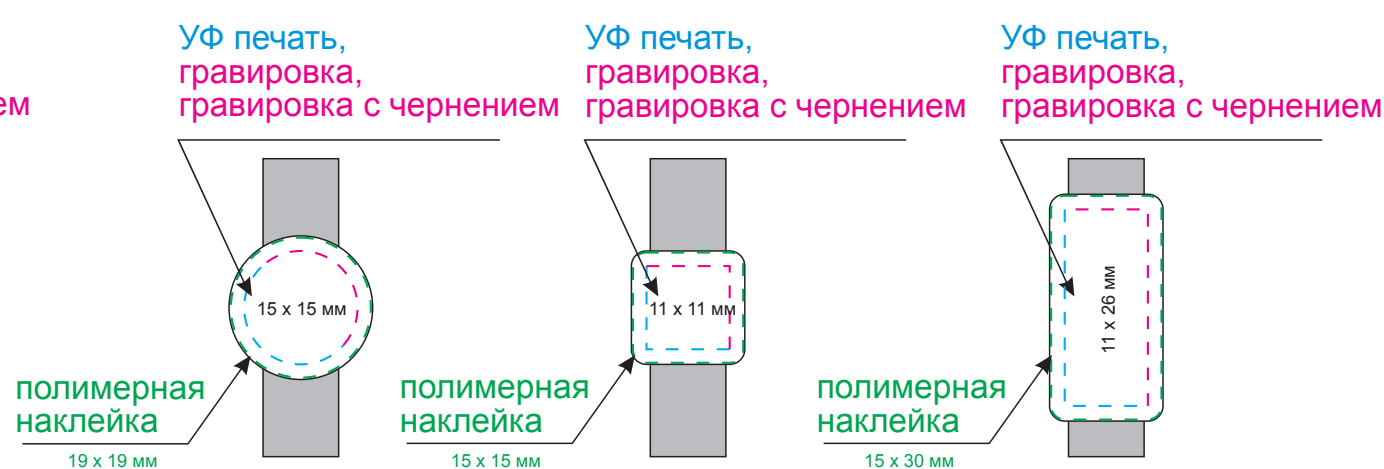 ем
УФ печать,
гравировка,
гравировка с чернением
15 x 15 мм
полимерная
наклейка
19 x 19 мм
УФ печать,
гравировка,
гравировка с чернением
11 x 11 мм
полимерная
наклейка
15 x 15 мм
УФ печать,
гравировка,
гравировка с чернением
11 x 26 мм
полимерная
наклейка
15 x 30 мм